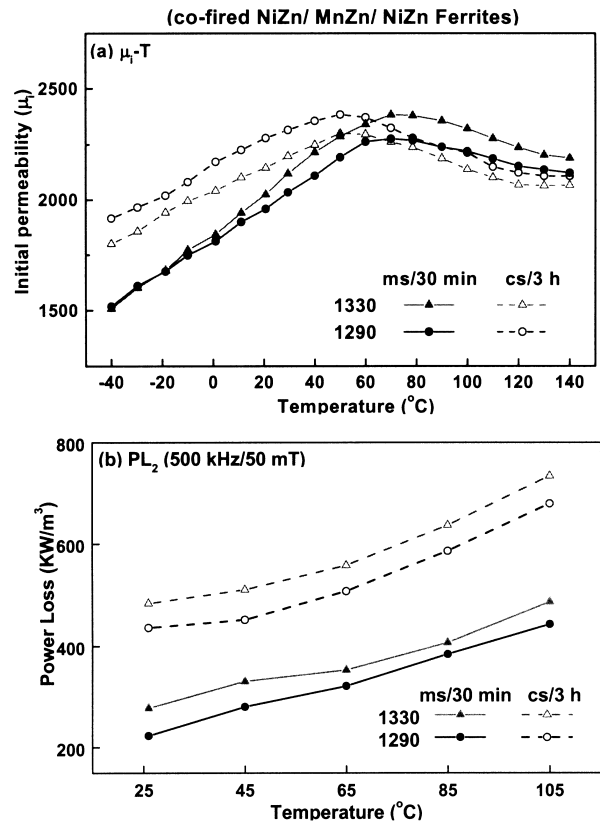 (co-fired NiZn/ MnZn/ NiZn Ferrites)
(a) μi-T
2500
2000
1500
Initial permeability (μi)
ms/30 min cs/3 h
1330
1290
-40 -20 0 20 40 60 80 100 120 140
Temperature (°C)
800
(b) PL2 (500 kHz/50 mT)
600
400
200
Power Loss (KW/m³)
ms/30 min cs/3 h
1330
1290
25 45 65 85 105
Temperature (°C)